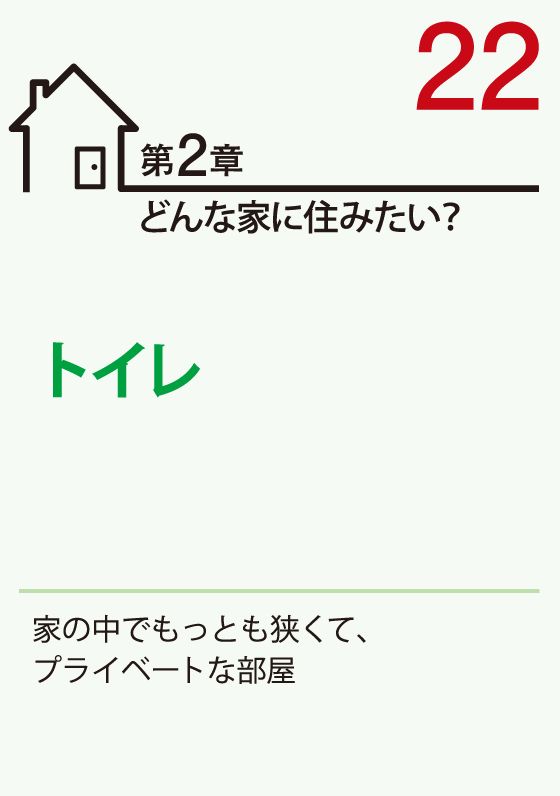 22
第2章
どんな家に住みたい?
トイレ
家の中でもっとも狭くて、
プライベートな部屋